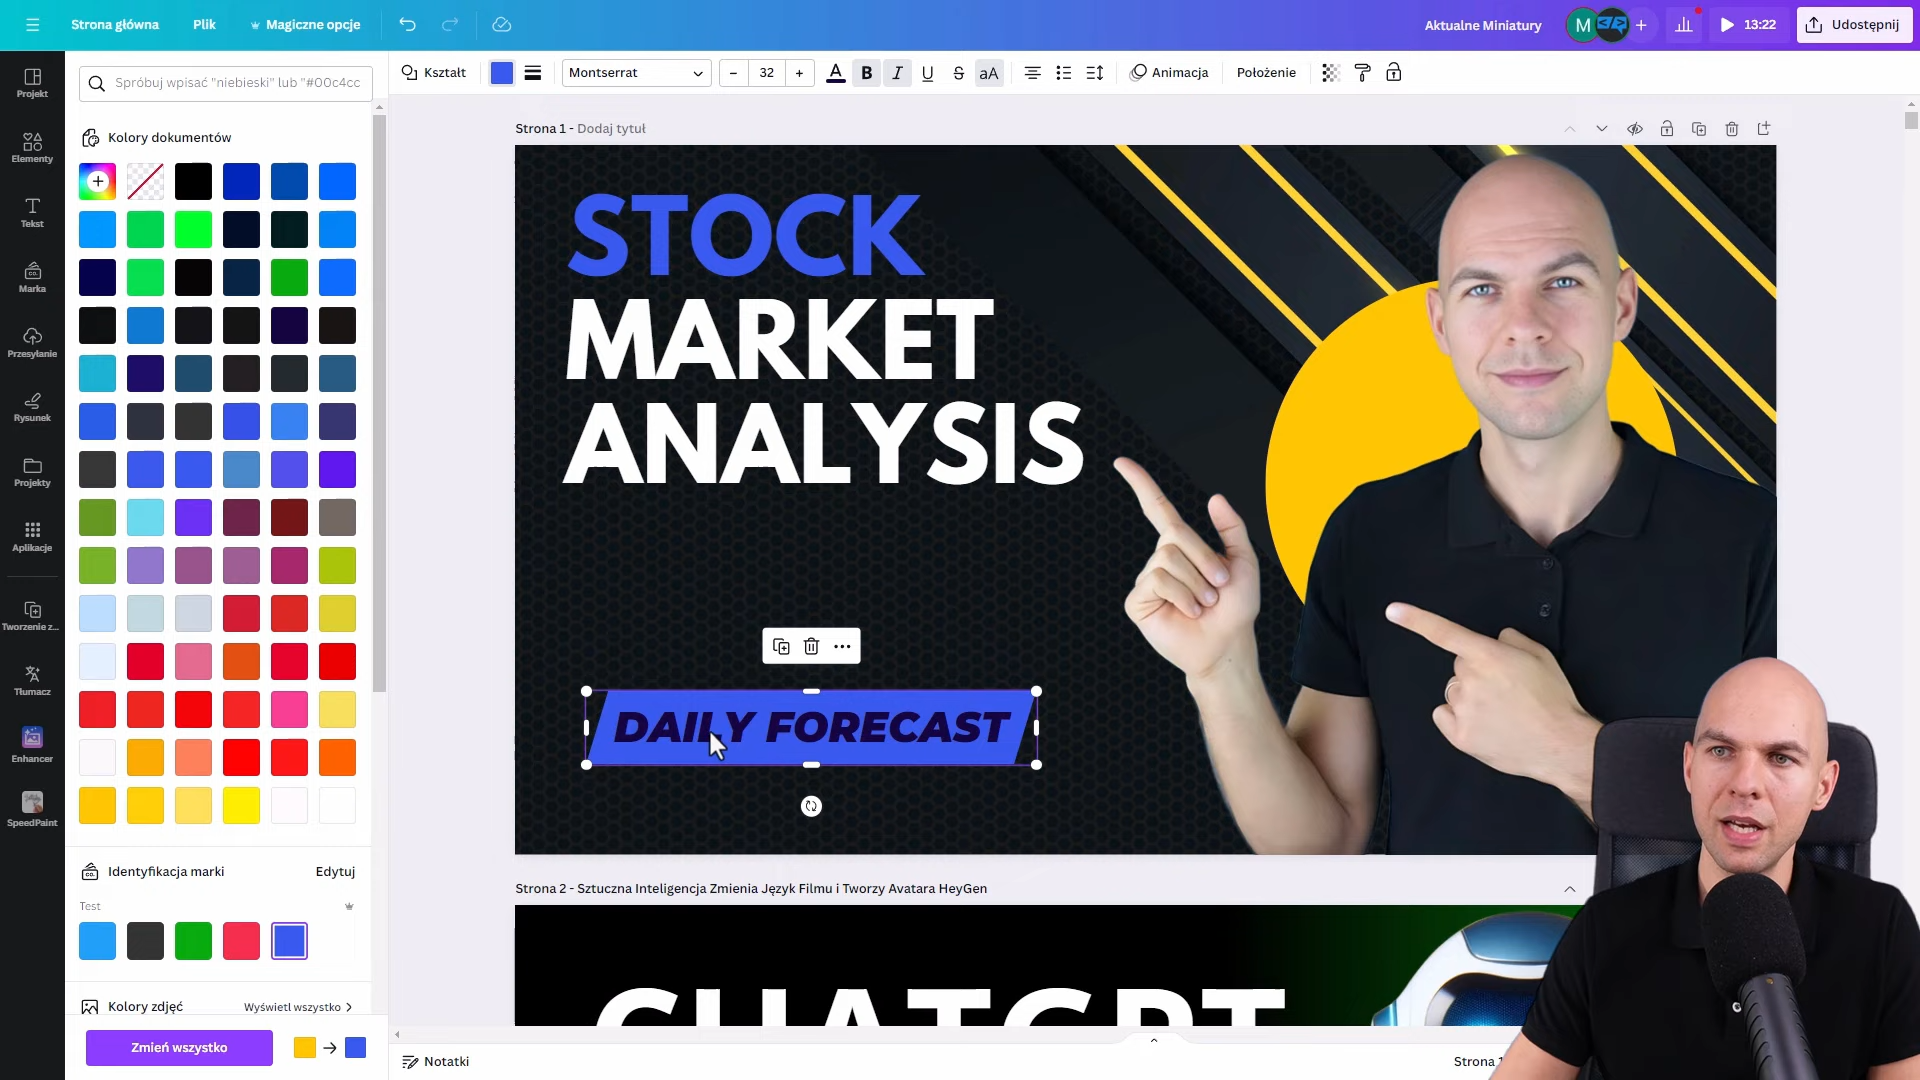 Strona główna
Plik
Magiczne opcje
Aktualne Miniatury
M
13:22
Udostępnij
Spróbuj wpisać "niebieski" lub "#00c4cc
Kształt
Montserrat
32
A
B
I
U
S
aA
Animacja
Położenie
Projekt
Elementy
Tekst
Marka
Przesyłanie
Rysunek
Projekty
Aplikacje
Tworzenie z...
Tłumacz
Enhancer
SpeedPaint
Kolory dokumentów
Identyfikacja marki
Edytuj
Test
Kolory zdjęć
Wyświetl wszystko
Zmień wszystko
Strona 1 - Dodaj tytuł
STOCK
MARKET
ANALYSIS
DAILY FORECAST
Strona 2 - Sztuczna Inteligencja Zmienia Język Filmu i Tworzy Avatara HeyGen
CHATGPT
Notatki
Strona 1